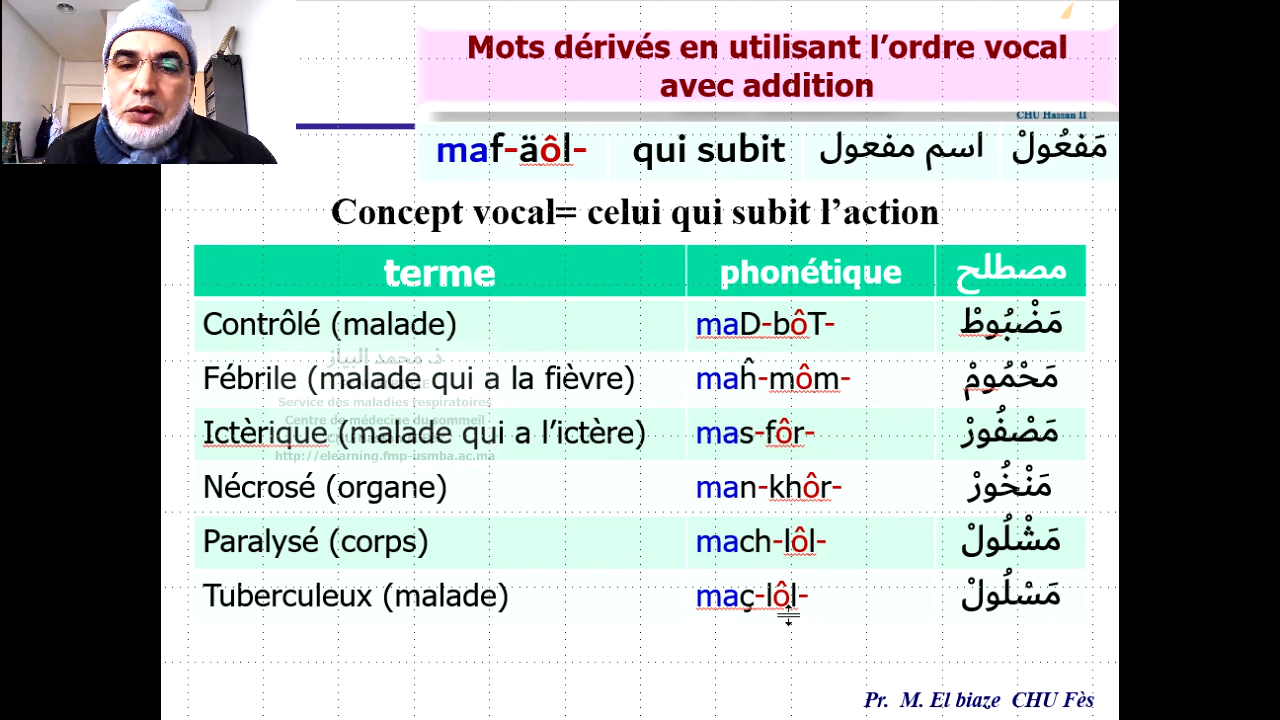 Mots dérivés en utilisant l’ordre vocal
avec addition
CHU Hassan II
maf-äôl- qui subit اسم مفعول مَفعُولْ
Concept vocal= celui qui subit l’action
terme phonétique مصطلح
Contrôlé (malade) maD-bôT- مَضْبُوطْ
ذ. محمد البياز
Fébrile (malade qui a la fièvre) maĥ-môm- مَحْمُومْ
Service des maladies respiratoires
Centre de médecine du sommeil
Ictèrique (malade qui a l’ictère) mas-fôr- مَصْفُورْ
http://elearning.fmp-usmba.ac.ma
Nécrosé (organe) man-khôr- مَنْخُورْ
Paralysé (corps) mach-lôl- مَشْلُولْ
Tuberculeux (malade) maç-lôl- مَسْلُولْ
Pr. M. El biaze CHU Fès